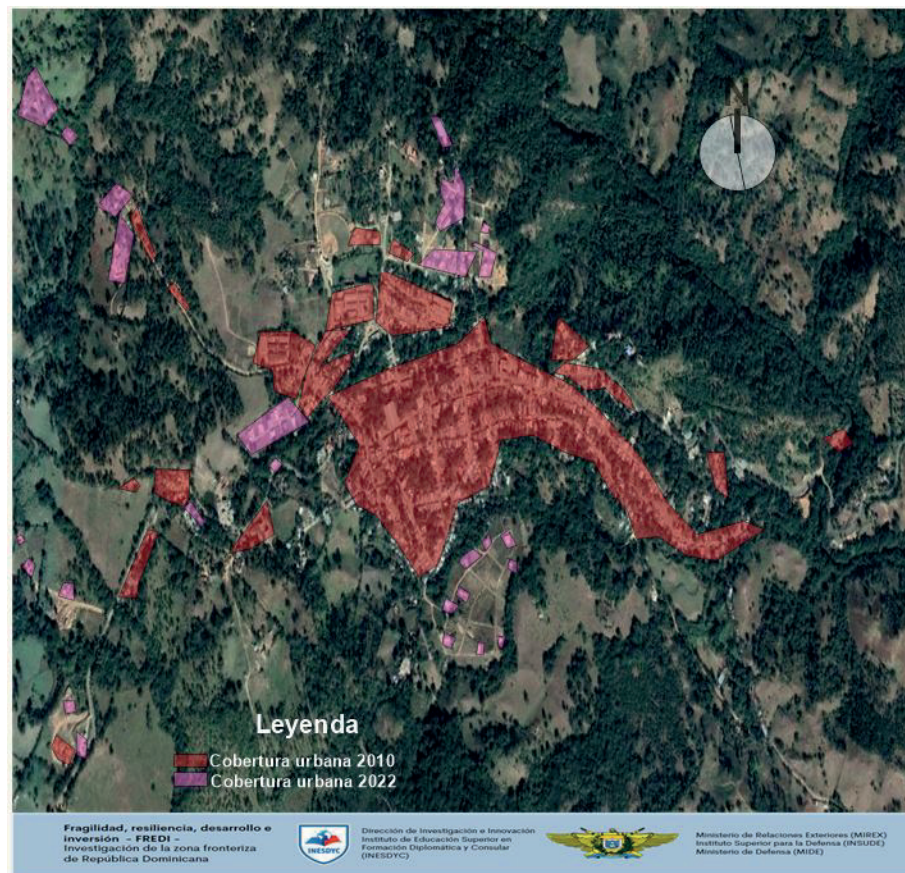 N
Leyenda
Cobertura urbana 2010
Cobertura urbana 2022
Fragilidad, resiliencia, desarrollo e
inversión - FREDI -
Investigación de la zona fronteriza
de República Dominicana
INESDYC
Dirección de Investigación e Innovación
Instituto de Educación Superior en
Formación Diplomática y Consular
(INESDYC)
Ministerio de Relaciones Exteriores (MIREX)
Instituto Superior para la Defensa (INSUDE)
Ministerio de Defensa (MIDE)